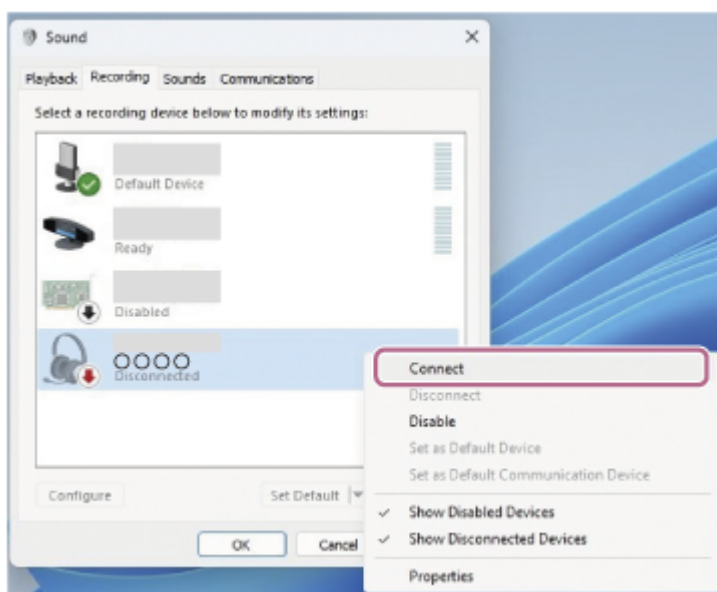 Sound
Playback Recording Sounds Communications
Select a recording device below to modify its settings:
Default Device
Ready
Disabled
○○○○
Disconnected
Configure
Set Default
OK
Cancel
Connect
Disconnect
Disable
Set as Default Device
Set as Default Communication Device
✓ Show Disabled Devices
✓ Show Disconnected Devices
Properties